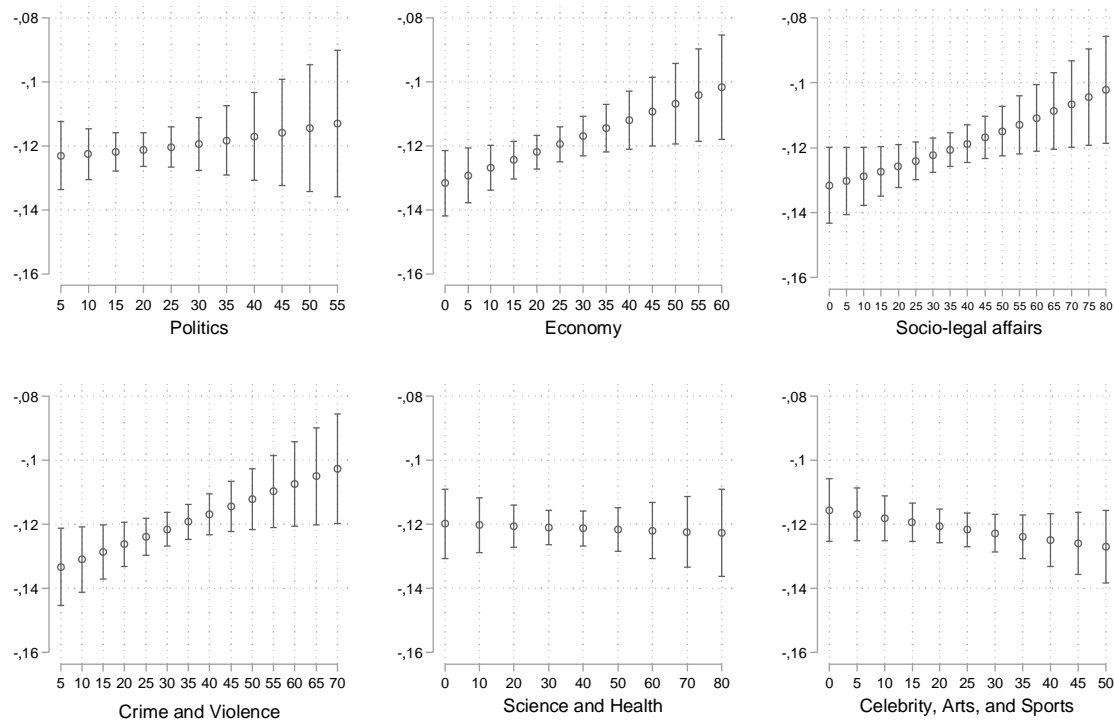 -,08
-,1
-,12
-,14
-,16
5 10 15 20 25 30 35 40 45 50 55
Politics
-,08
-,1
-,12
-,14
-,16
0 5 10 15 20 25 30 35 40 45 50 55 60
Economy
-,08
-,1
-,12
-,14
-,16
0 5 10 15 20 25 30 35 40 45 50 55 60 65 70 75 80
Socio-legal affairs
-,08
-,1
-,12
-,14
-,16
5 10 15 20 25 30 35 40 45 50 55 60 65 70
Crime and Violence
-,08
-,1
-,12
-,14
-,16
0 10 20 30 40 50 60 70 80
Science and Health
-,08
-,1
-,12
-,14
-,16
0 5 10 15 20 25 30 35 40 45 50
Celebrity, Arts, and Sports